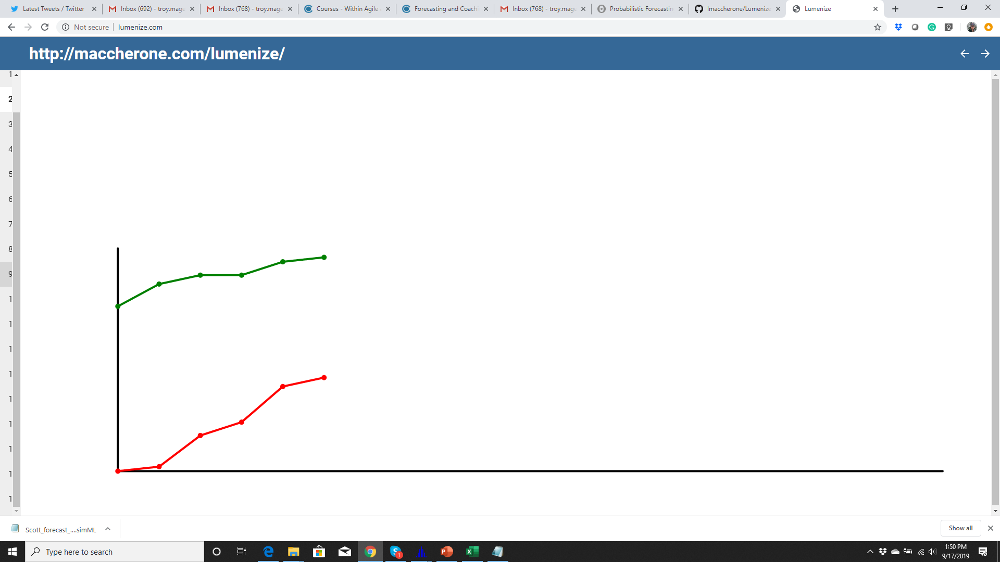 Latest Tweets / Twitter
Inbox (692) - troy.mage
Inbox (768) - troy.mage
Courses - Within Agile
Forecasting and Coach
Inbox (768) - troy.mage
Probabilistic Forecastin
lmaccherone/Lumenize
Lumenize
Not secure
lumenize.com
http://maccherone.com/lumenize/
1
2
3
4
5
6
7
8
9
1
1
1
1
1
1
1
1
1
Scott_forecast_....simML
Show all
Type here to search
1
1:50 PM
9/17/2019